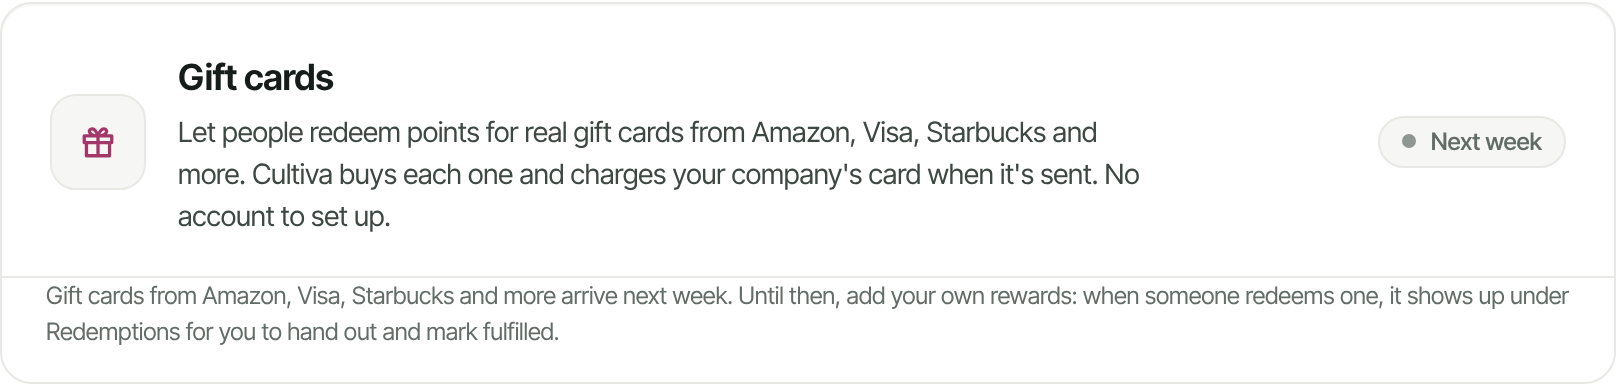 Gift cards
Let people redeem points for real gift cards from Amazon, Visa, Starbucks and
more. Cultiva buys each one and charges your company's card when it's sent. No
account to set up.
Next week
Gift cards from Amazon, Visa, Starbucks and more arrive next week. Until then, add your own rewards: when someone redeems one, it shows up under
Redemptions for you to hand out and mark fulfilled.